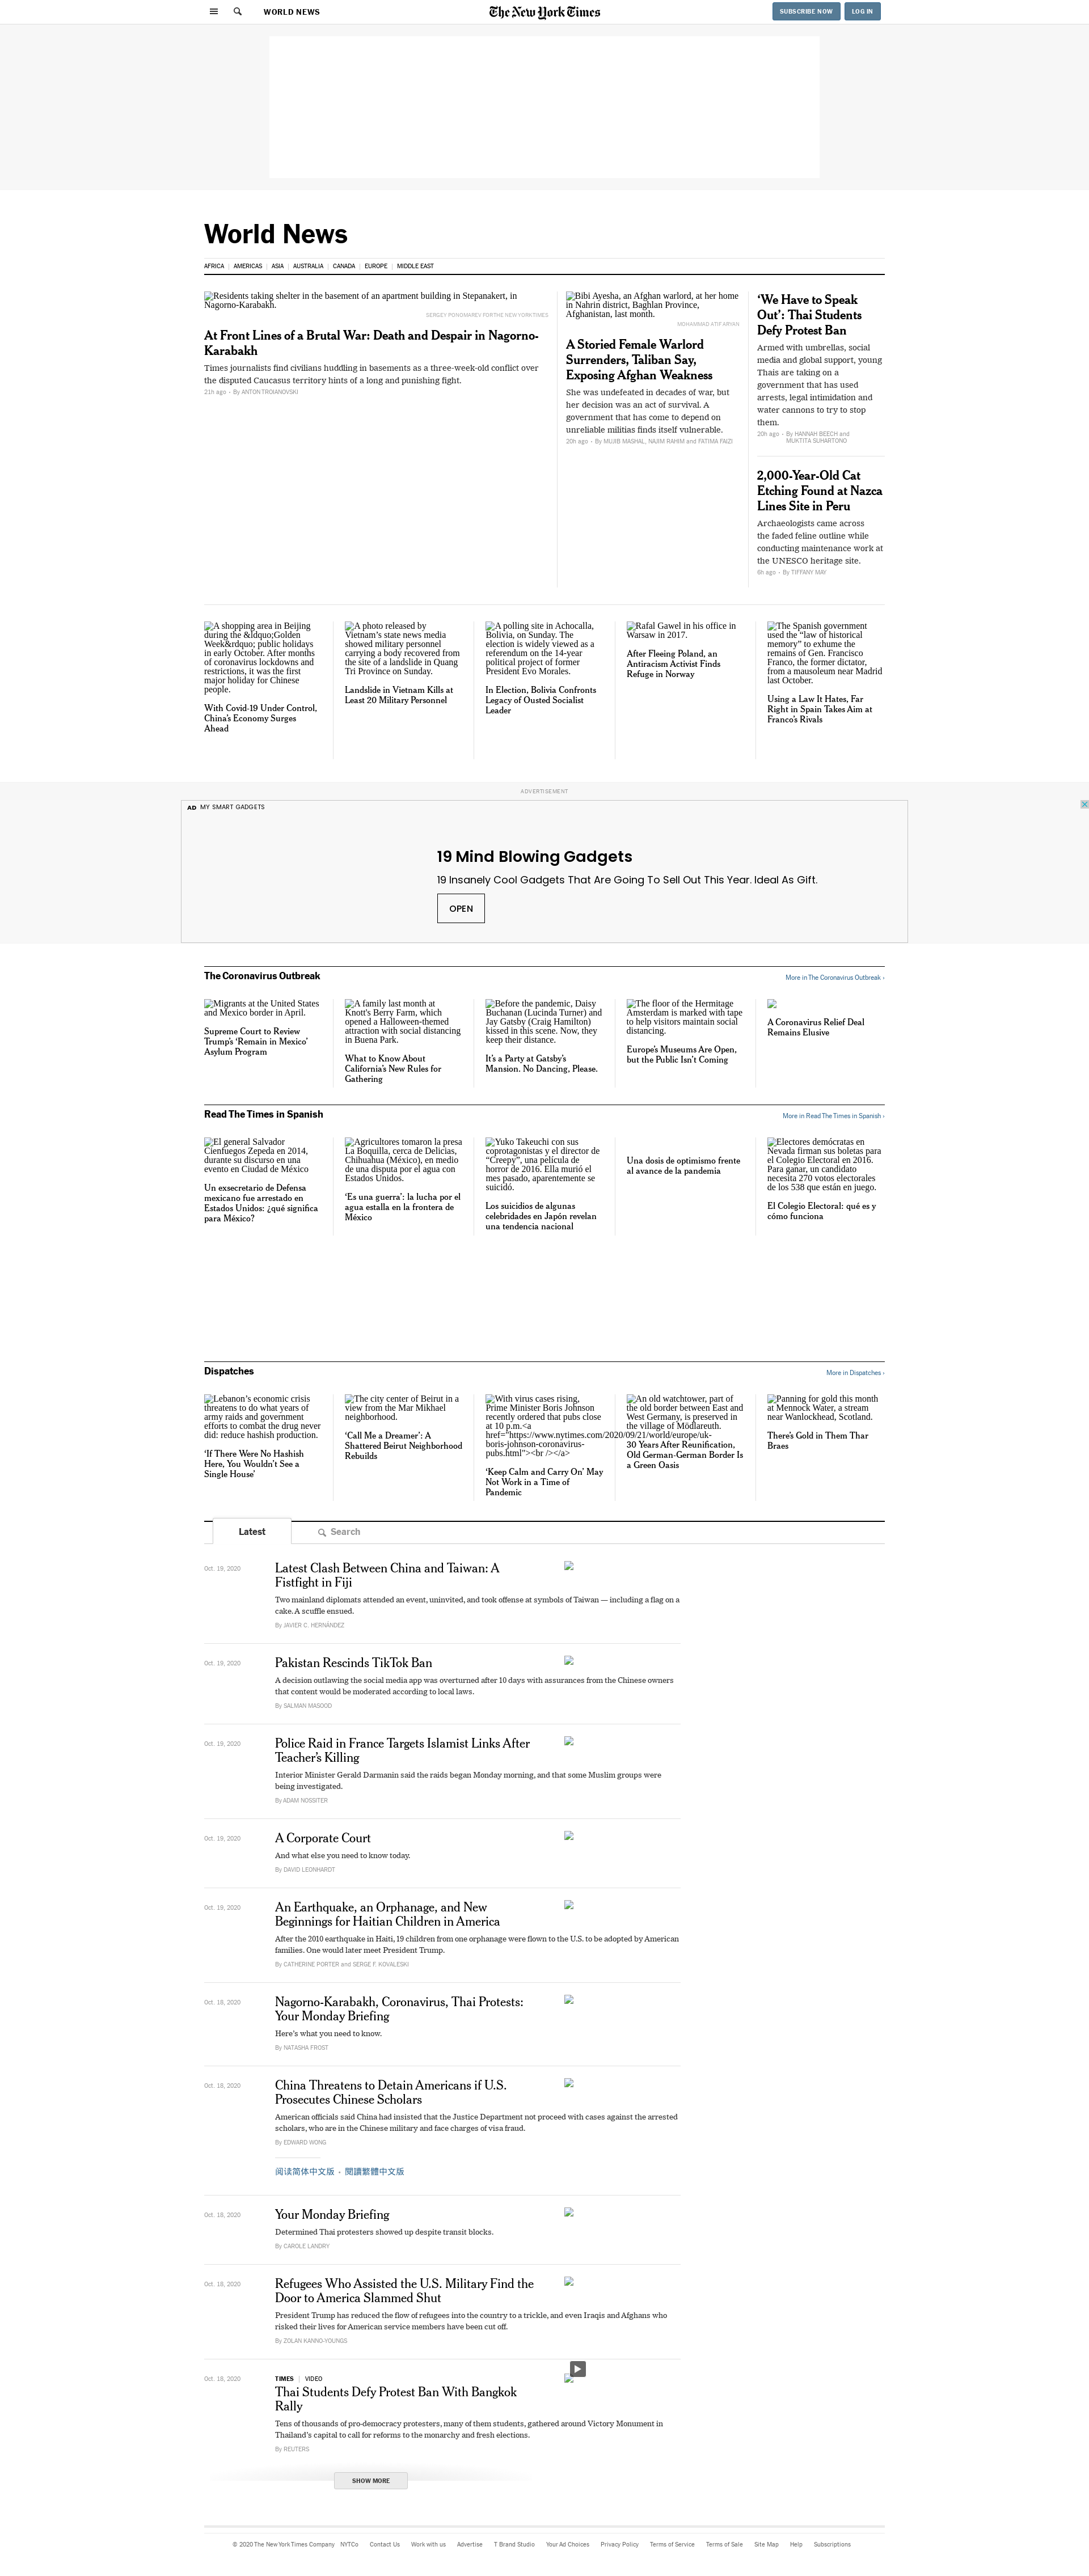 WORLD NEWS
The New York Times
SUBSCRIBE NOW
LOG IN
World News
AFRICA
AMERICAS
ASIA
AUSTRALIA
CANADA
EUROPE
MIDDLE EAST
Residents taking shelter in the basement of an apartment building in Stepanakert, in
Nagorno-Karabakh.
SERGEY PONOMAREV FOR THE NEW YORK TIMES
At Front Lines of a Brutal War: Death and Despair in Nagorno-
Karabakh
Times journalists find civilians huddling in basements as a three-week-old conflict over
the disputed Caucasus territory hints of a long and punishing fight.
21h ago • By ANTON TROIANOVSKI
Bibi Ayesha, an Afghan warlord, at her home
in Nahrin district, Baghlan Province,
Afghanistan, last month.
MOHAMMAD ATIF ARYAN
A Storied Female Warlord
Surrenders, Taliban Say,
Exposing Afghan Weakness
She was undefeated in decades of war, but
her decision was an act of survival. A
government that has come to depend on
unreliable militias finds itself vulnerable.
20h ago • By MUJIB MASHAL, NAJIM RAHIM and FATIMA FAIZI
‘We Have to Speak
Out’: Thai Students
Defy Protest Ban
Armed with umbrellas, social
media and global support, young
Thais are taking on a
government that has used
arrests, legal intimidation and
water cannons to try to stop
them.
20h ago • By HANNAH BEECH and
MUKTITA SUHARTONO
2,000-Year-Old Cat
Etching Found at Nazca
Lines Site in Peru
Archaeologists came across
the faded feline outline while
conducting maintenance work at
the UNESCO heritage site.
6h ago • By TIFFANY MAY
A shopping area in Beijing
during the &ldquo;Golden
Week&rdquo; public holidays
in early October. After months
of coronavirus lockdowns and
restrictions, it was the first
major holiday for Chinese
people.
With Covid-19 Under Control,
China’s Economy Surges
Ahead
A photo released by
Vietnam’s state news media
showed military personnel
carrying a body recovered from
the site of a landslide in Quang
Tri Province on Sunday.
Landslide in Vietnam Kills at
Least 20 Military Personnel
A polling site in Achocalla,
Bolivia, on Sunday. The
election is widely viewed as a
referendum on the 14-year
political project of former
President Evo Morales.
In Election, Bolivia Confronts
Legacy of Ousted Socialist
Leader
Rafal Gawel in his office in
Warsaw in 2017.
After Fleeing Poland, an
Antiracism Activist Finds
Refuge in Norway
The Spanish government
used the “law of historical
memory” to exhume the
remains of Gen. Francisco
Franco, the former dictator,
from a mausoleum near Madrid
last October.
Using a Law It Hates, Far
Right in Spain Takes Aim at
Franco’s Rivals
ADVERTISEMENT
AD MY SMART GADGETS
19 Mind Blowing Gadgets
19 Insanely Cool Gadgets That Are Going To Sell Out This Year. Ideal As Gift.
OPEN
The Coronavirus Outbreak
More in The Coronavirus Outbreak ›
Migrants at the United States
and Mexico border in April.
Supreme Court to Review
Trump’s ‘Remain in Mexico’
Asylum Program
A family last month at
Knott's Berry Farm, which
opened a Halloween-themed
attraction with social distancing
in Buena Park.
What to Know About
California’s New Rules for
Gathering
Before the pandemic, Daisy
Buchanan (Lucinda Turner) and
Jay Gatsby (Craig Hamilton)
kissed in this scene. Now, they
keep their distance.
It’s a Party at Gatsby’s
Mansion. No Dancing, Please.
The floor of the Hermitage
Amsterdam is marked with tape
to help visitors maintain social
distancing.
Europe’s Museums Are Open,
but the Public Isn’t Coming
A Coronavirus Relief Deal
Remains Elusive
Read The Times in Spanish
More in Read The Times in Spanish ›
El general Salvador
Cienfuegos Zepeda en 2014,
durante su discurso en una
evento en Ciudad de México
Un exsecretario de Defensa
mexicano fue arrestado en
Estados Unidos: ¿qué significa
para México?
Agricultores tomaron la presa
La Boquilla, cerca de Delicias,
Chihuahua (México), en medio
de una disputa por el agua con
Estados Unidos.
‘Es una guerra’: la lucha por el
agua estalla en la frontera de
México
Yuko Takeuchi con sus
coprotagonistas y el director de
“Creepy”, una película de
horror de 2016. Ella murió el
mes pasado, aparentemente se
suicidó.
Los suicidios de algunas
celebridades en Japón revelan
una tendencia nacional
Una dosis de optimismo frente
al avance de la pandemia
Electores demócratas en
Nevada firman sus boletas para
el Colegio Electoral en 2016.
Para ganar, un candidato
necesita 270 votos electorales
de los 538 que están en juego.
El Colegio Electoral: qué es y
cómo funciona
Dispatches
More in Dispatches ›
Lebanon’s economic crisis
threatens to do what years of
army raids and government
efforts to combat the drug never
did: reduce hashish production.
‘If There Were No Hashish
Here, You Wouldn’t See a
Single House’
The city center of Beirut in a
view from the Mar Mikhael
neighborhood.
‘Call Me a Dreamer’: A
Shattered Beirut Neighborhood
Rebuilds
With virus cases rising,
Prime Minister Boris Johnson
recently ordered that pubs close
at 10 p.m.<a
href="https://www.nytimes.com/2020/09/21/world/europe/uk-
boris-johnson-coronavirus-
pubs.html"><br /></a>
‘Keep Calm and Carry On’ May
Not Work in a Time of
Pandemic
An old watchtower, part of
the old border between East and
West Germany, is preserved in
the village of Mödlareuth.
30 Years After Reunification,
Old German-German Border Is
a Green Oasis
Panning for gold this month
at Mennock Water, a stream
near Wanlockhead, Scotland.
There’s Gold in Them Thar
Braes
Latest
Search
Oct. 19, 2020
Latest Clash Between China and Taiwan: A
Fistfight in Fiji
Two mainland diplomats attended an event, uninvited, and took offense at symbols of Taiwan — including a flag on a
cake. A scuffle ensued.
By JAVIER C. HERNÁNDEZ
Oct. 19, 2020
Pakistan Rescinds TikTok Ban
A decision outlawing the social media app was overturned after 10 days with assurances from the Chinese owners
that content would be moderated according to local laws.
By SALMAN MASOOD
Oct. 19, 2020
Police Raid in France Targets Islamist Links After
Teacher’s Killing
Interior Minister Gerald Darmanin said the raids began Monday morning, and that some Muslim groups were
being investigated.
By ADAM NOSSITER
Oct. 19, 2020
A Corporate Court
And what else you need to know today.
By DAVID LEONHARDT
Oct. 19, 2020
An Earthquake, an Orphanage, and New
Beginnings for Haitian Children in America
After the 2010 earthquake in Haiti, 19 children from one orphanage were flown to the U.S. to be adopted by American
families. One would later meet President Trump.
By CATHERINE PORTER and SERGE F. KOVALESKI
Oct. 18, 2020
Nagorno-Karabakh, Coronavirus, Thai Protests:
Your Monday Briefing
Here’s what you need to know.
By NATASHA FROST
Oct. 18, 2020
China Threatens to Detain Americans if U.S.
Prosecutes Chinese Scholars
American officials said China had insisted that the Justice Department not proceed with cases against the arrested
scholars, who are in the Chinese military and face charges of visa fraud.
By EDWARD WONG
阅读简体中文版 • 閱讀繁體中文版
Oct. 18, 2020
Your Monday Briefing
Determined Thai protesters showed up despite transit blocks.
By CAROLE LANDRY
Oct. 18, 2020
Refugees Who Assisted the U.S. Military Find the
Door to America Slammed Shut
President Trump has reduced the flow of refugees into the country to a trickle, and even Iraqis and Afghans who
risked their lives for American service members have been cut off.
By ZOLAN KANNO-YOUNGS
Oct. 18, 2020
TIMES | VIDEO
Thai Students Defy Protest Ban With Bangkok
Rally
Tens of thousands of pro-democracy protesters, many of them students, gathered around Victory Monument in
Thailand’s capital to call for reforms to the monarchy and fresh elections.
By REUTERS
SHOW MORE
© 2020 The New York Times Company NYTCo Contact Us Work with us Advertise T Brand Studio Your Ad Choices Privacy Policy Terms of Service Terms of Sale Site Map Help Subscriptions